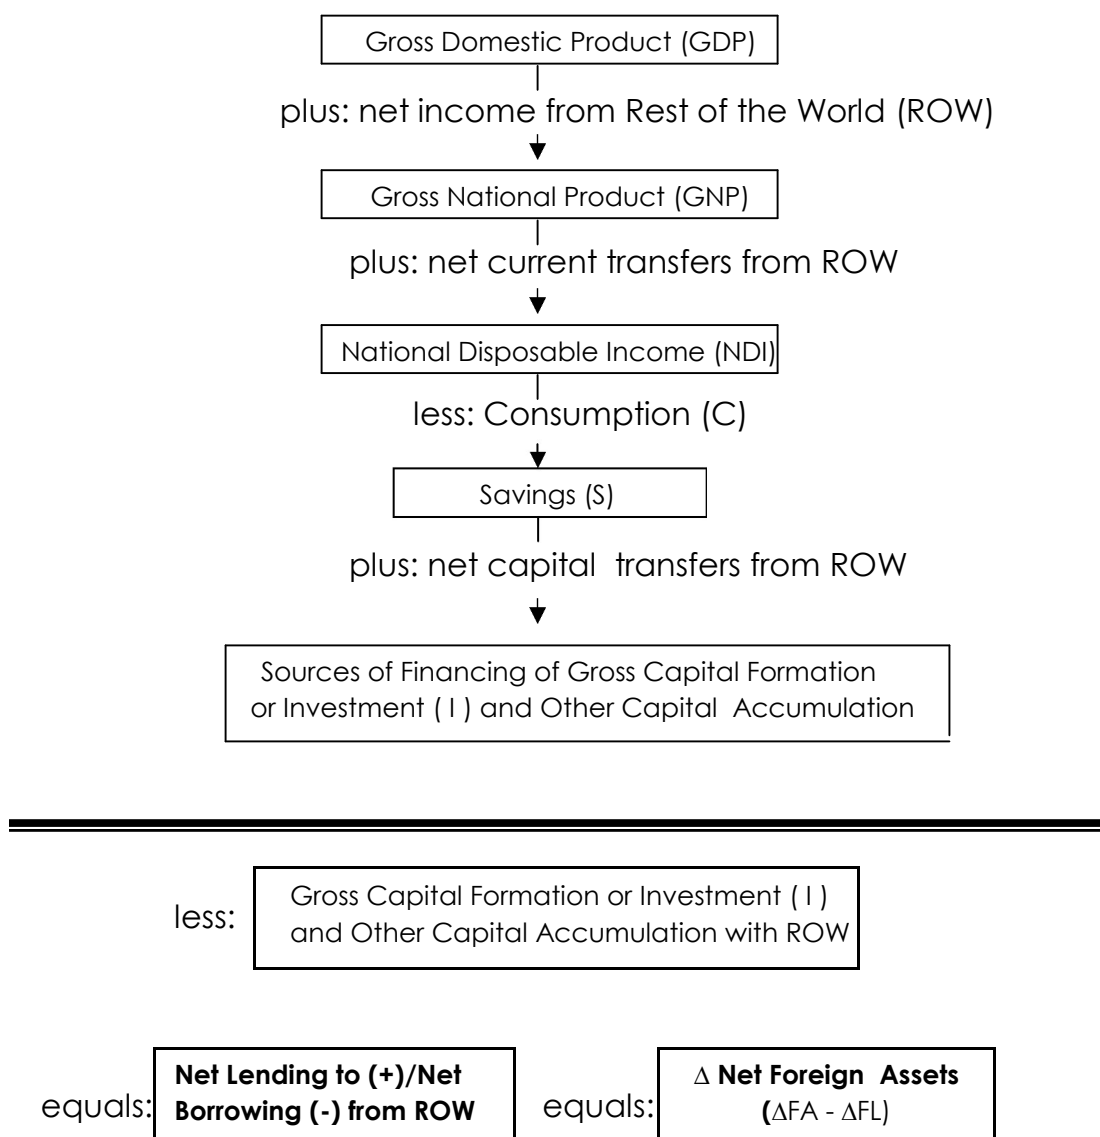 Gross Domestic Product (GDP)
plus: net income from Rest of the World (ROW)
Gross National Product (GNP)
plus: net current transfers from ROW
National Disposable Income (NDI)
less: Consumption (C)
Savings (S)
plus: net capital transfers from ROW
Sources of Financing of Gross Capital Formation
or Investment ( I ) and Other Capital Accumulation
less:
Gross Capital Formation or Investment ( I )
and Other Capital Accumulation with ROW
equals:
Net Lending to (+)/Net
Borrowing (-) from ROW
equals:
Δ Net Foreign Assets
(ΔFA - ΔFL)